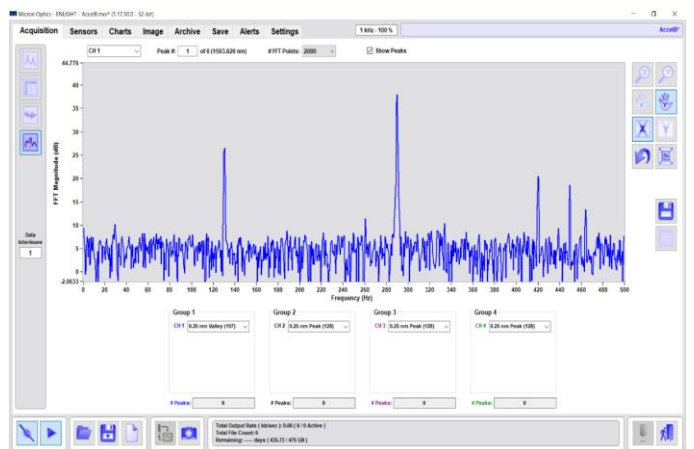 Micron Optics - ENLIGHT - AccelErner* (1.17.10.0 - 32-bit)
Acquisition Sensors Charts Image Archive Save Alerts Settings
1 kHz - 100 %
CH 1
Peak #: 1 of 6 (1563.820 nm)
# FFT Points: 2000
Show Peaks
44.776
40
35
30
25
20
15
10
5
0
-2.0633
FFT Magnitude (dB)
0 20 40 60 80 100 120 140 160 180 200 220 240 260 280 300 320 340 360 380 400 420 440 460 480 500
Frequency (Hz)
Data
Interleave
1
X
Y
Group 1 Group 2 Group 3 Group 4
CH 1 0.26 nm Valley (197)
CH 2 0.26 nm Peak (128)
CH 3 0.26 nm Peak (128)
CH 4 0.26 nm Peak (128)
# Peaks: 0
# Peaks: 0
# Peaks: 0
# Peaks: 0
Total Output Rate ( kb/sec ): 0.00 ( 0 / 0 Active )
Total File Count: 0
Remaining: ----- days ( 435.73 / 475 GB )